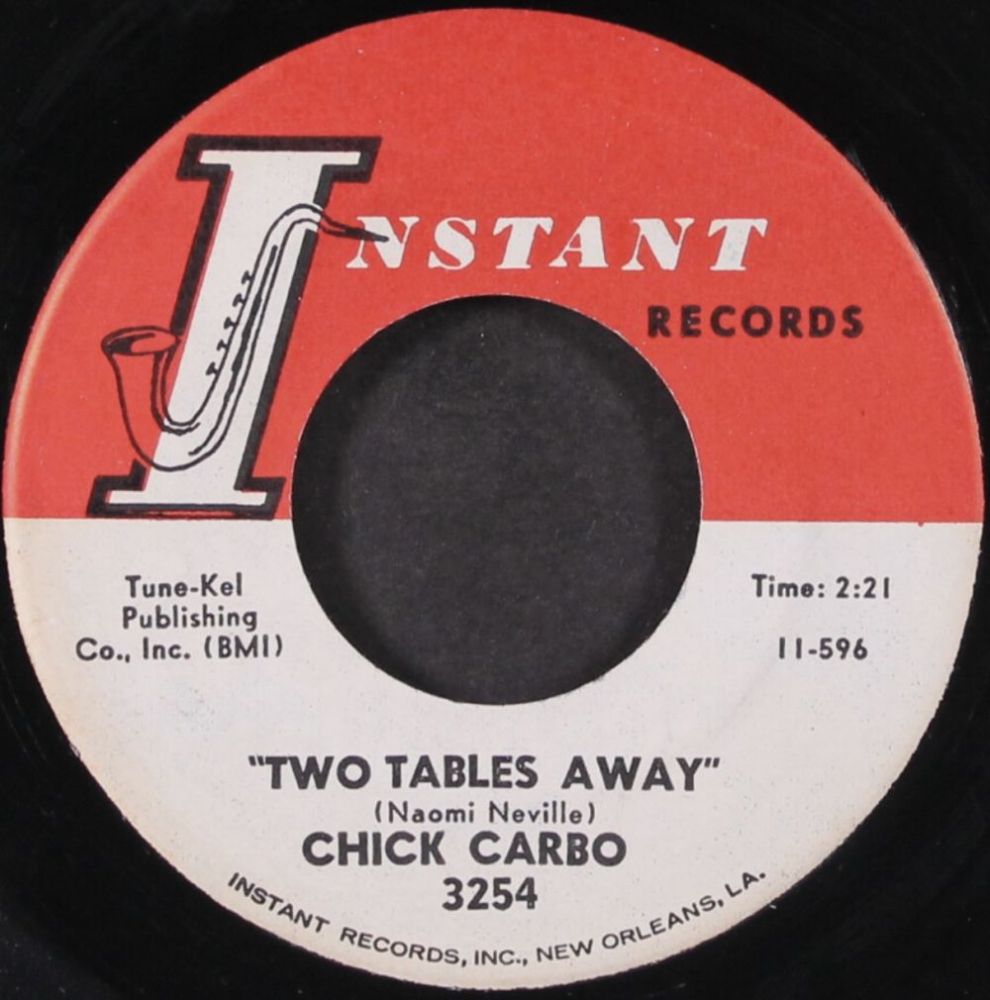 INSTANT
RECORDS
Tune-Kel
Publishing
Co., Inc. (BMI)
Time: 2:21
11-596
"TWO TABLES AWAY"
(Naomi Neville)
CHICK CARBO
3254
INSTANT RECORDS, INC., NEW ORLEANS, LA.